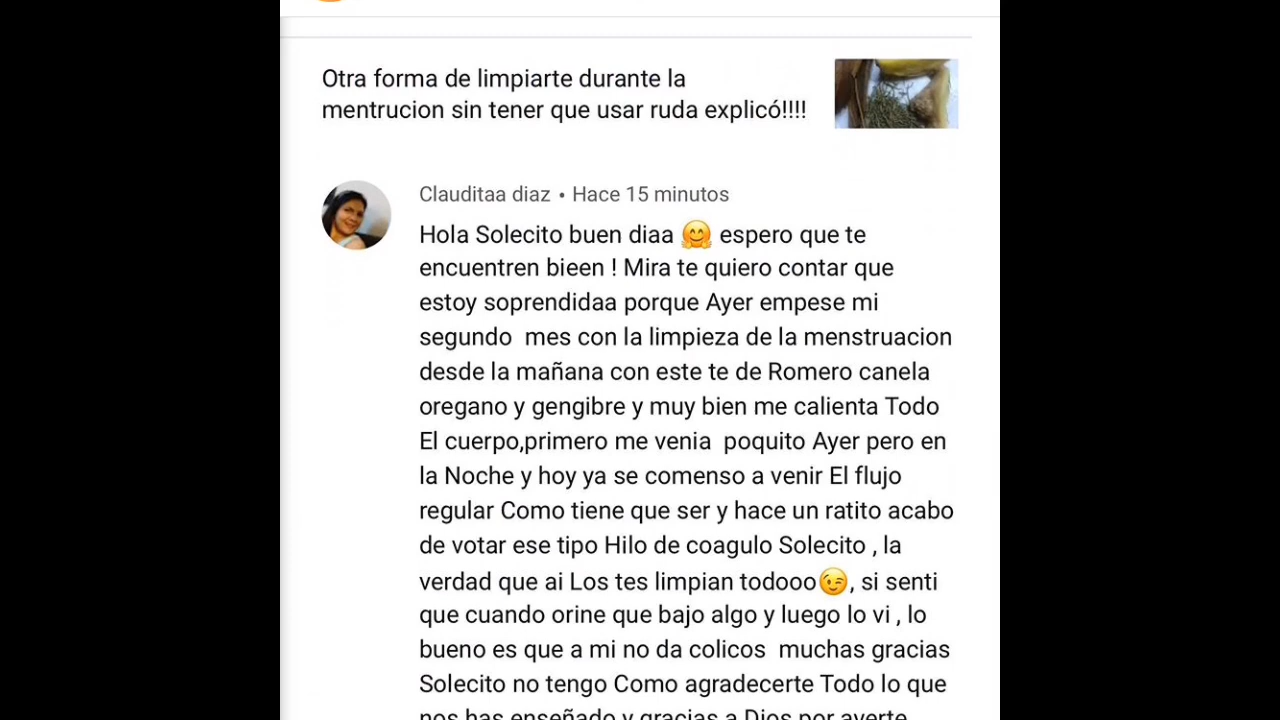 Otra forma de limpiarte durante la
mentrucion sin tener que usar ruda explicó!!!!
Clauditaa diaz • Hace 15 minutos
Hola Solecito buen diaa 🤗 espero que te
encuentren bieen ! Mira te quiero contar que
estoy soprendidaa porque Ayer empese mi
segundo  mes con la limpieza de la menstruacion
desde la mañana con este te de Romero canela
oregano y gengibre y muy bien me calienta Todo
El cuerpo,primero me venia  poquito Ayer pero en
la Noche y hoy ya se comenso a venir El flujo
regular Como tiene que ser y hace un ratito acabo
de votar ese tipo Hilo de coagulo Solecito , la
verdad que ai Los tes limpian todooo😉, si senti
que cuando orine que bajo algo y luego lo vi , lo
bueno es que a mi no da colicos  muchas gracias
Solecito no tengo Como agradecerte Todo lo que
nos has enseñado y gracias a Dios por averte